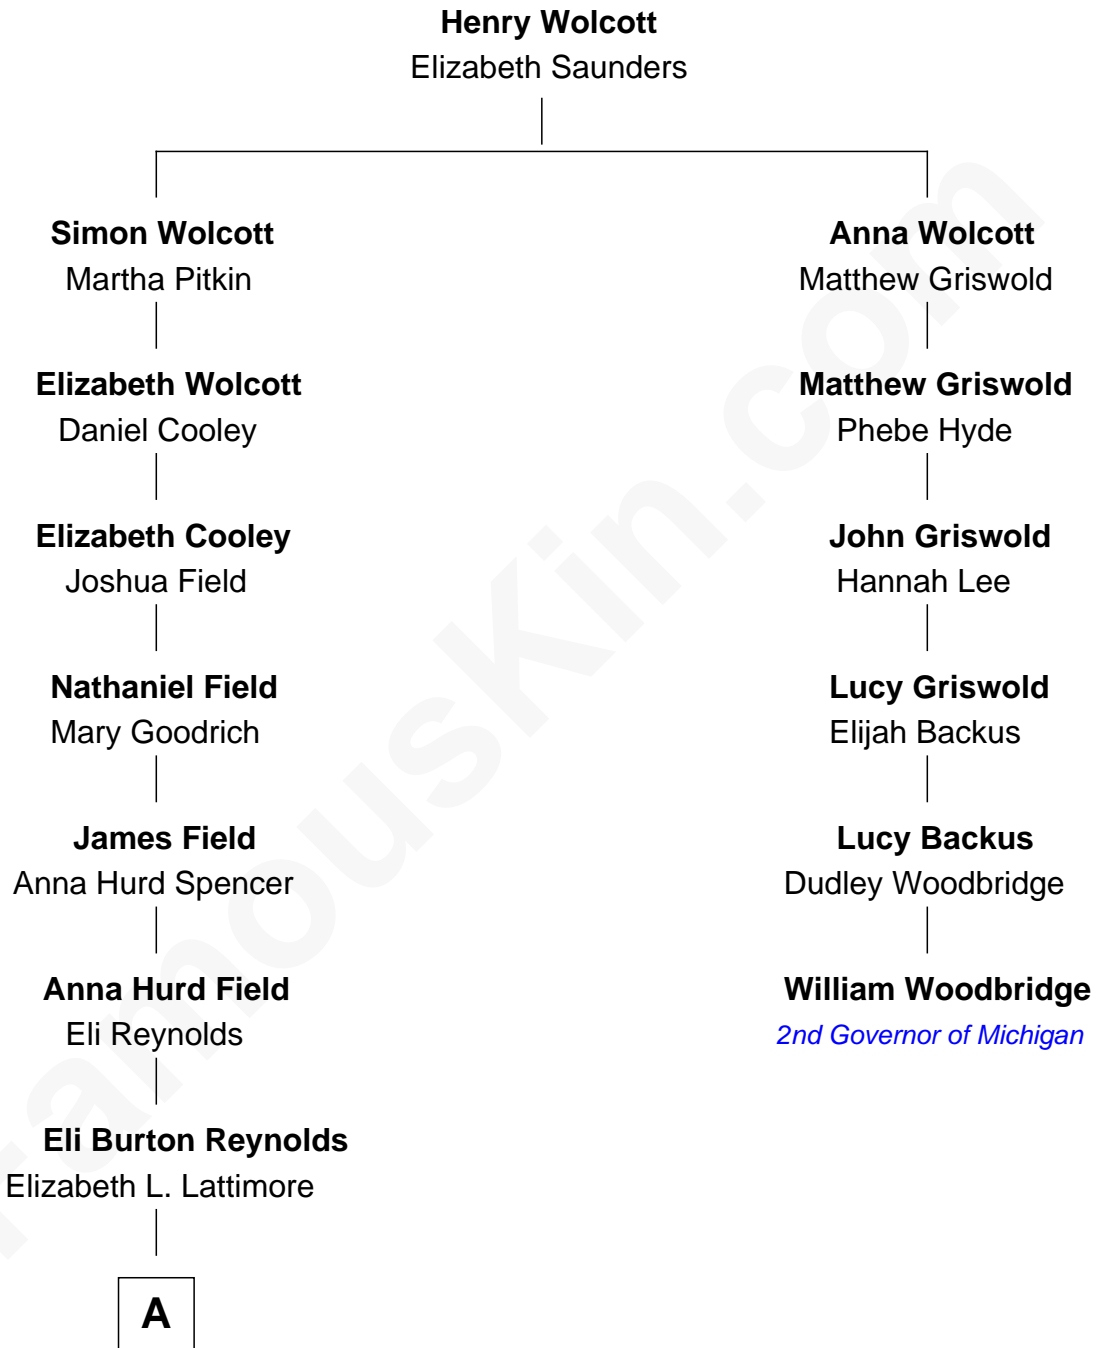 Henry Wolcott
Elizabeth Saunders
Simon Wolcott
Martha Pitkin
Anna Wolcott
Matthew Griswold
Elizabeth Wolcott
Daniel Cooley
Matthew Griswold
Phebe Hyde
Elizabeth Cooley
Joshua Field
John Griswold
Hannah Lee
Nathaniel Field
Mary Goodrich
Lucy Griswold
Elijah Backus
James Field
Anna Hurd Spencer
Lucy Backus
Dudley Woodbridge
Anna Hurd Field
Eli Reynolds
William Woodbridge
2nd Governor of Michigan
Eli Burton Reynolds
Elizabeth L. Lattimore
A
FamousKin.com